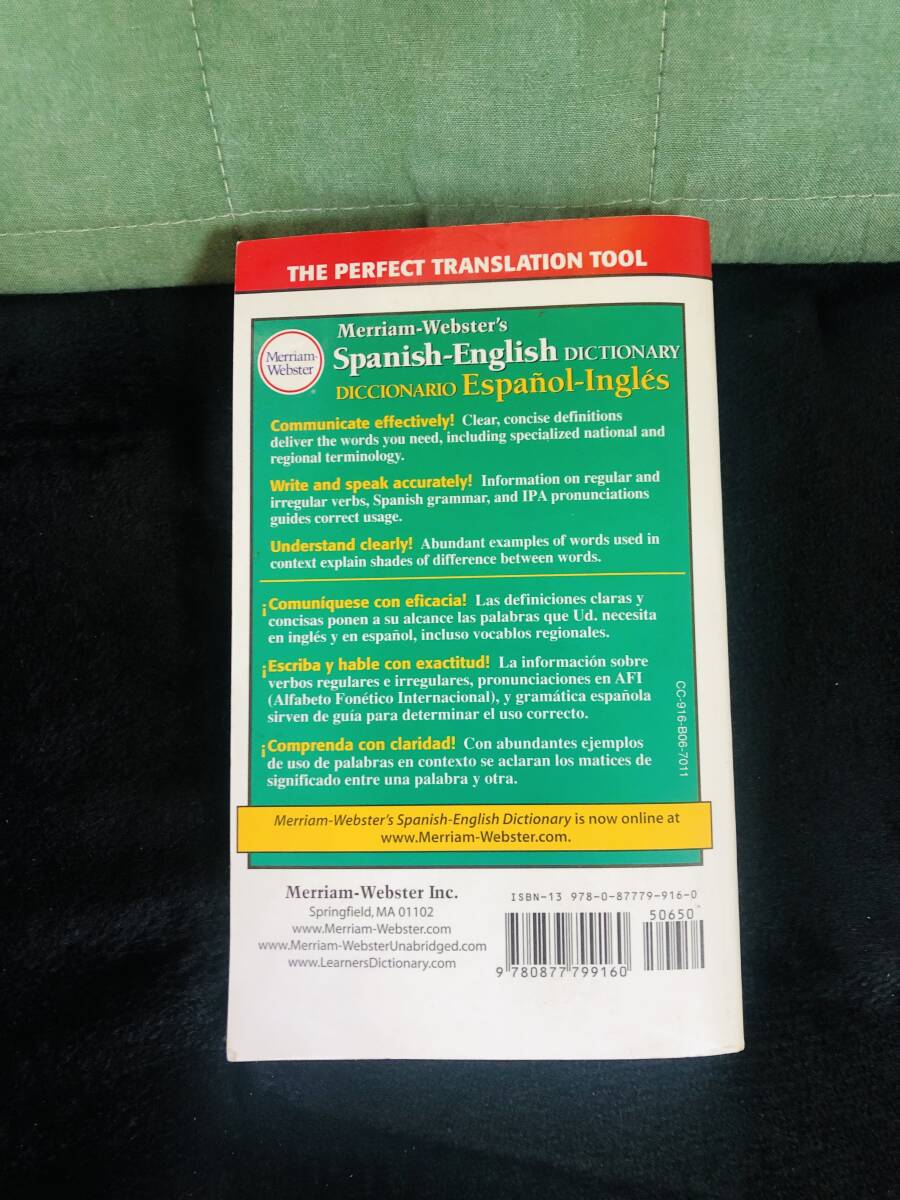 THE PERFECT TRANSLATION TOOL
Merriam-
Webster
®
Merriam-Webster's
Spanish-English DICTIONARY
DICCIONARIO Español-Inglés
Communicate effectively! Clear, concise definitions
deliver the words you need, including specialized national and
regional terminology.
Write and speak accurately! Information on regular and
irregular verbs, Spanish grammar, and IPA pronunciations
guides correct usage.
Understand clearly! Abundant examples of words used in
context explain shades of difference between words.
¡Comuníquese con eficacia! Las definiciones claras y
concisas ponen a su alcance las palabras que Ud. necesita
en inglés y en español, incluso vocablos regionales.
¡Escriba y hable con exactitud! La información sobre
verbos regulares e irregulares, pronunciaciones en AFI
(Alfabeto Fonético Internacional), y gramática española
sirven de guía para determinar el uso correcto.
¡Comprenda con claridad! Con abundantes ejemplos
de uso de palabras en contexto se aclaran los matices de
significado entre una palabra y otra.
CC-916-B06-7011
Merriam-Webster's Spanish-English Dictionary is now online at
www.Merriam-Webster.com.
Merriam-Webster Inc.
Springfield, MA 01102
www.Merriam-Webster.com
www.Merriam-WebsterUnabridged.com
www.LearnersDictionary.com
ISBN-13 978-0-87779-916-0
50650
9 780877 799160